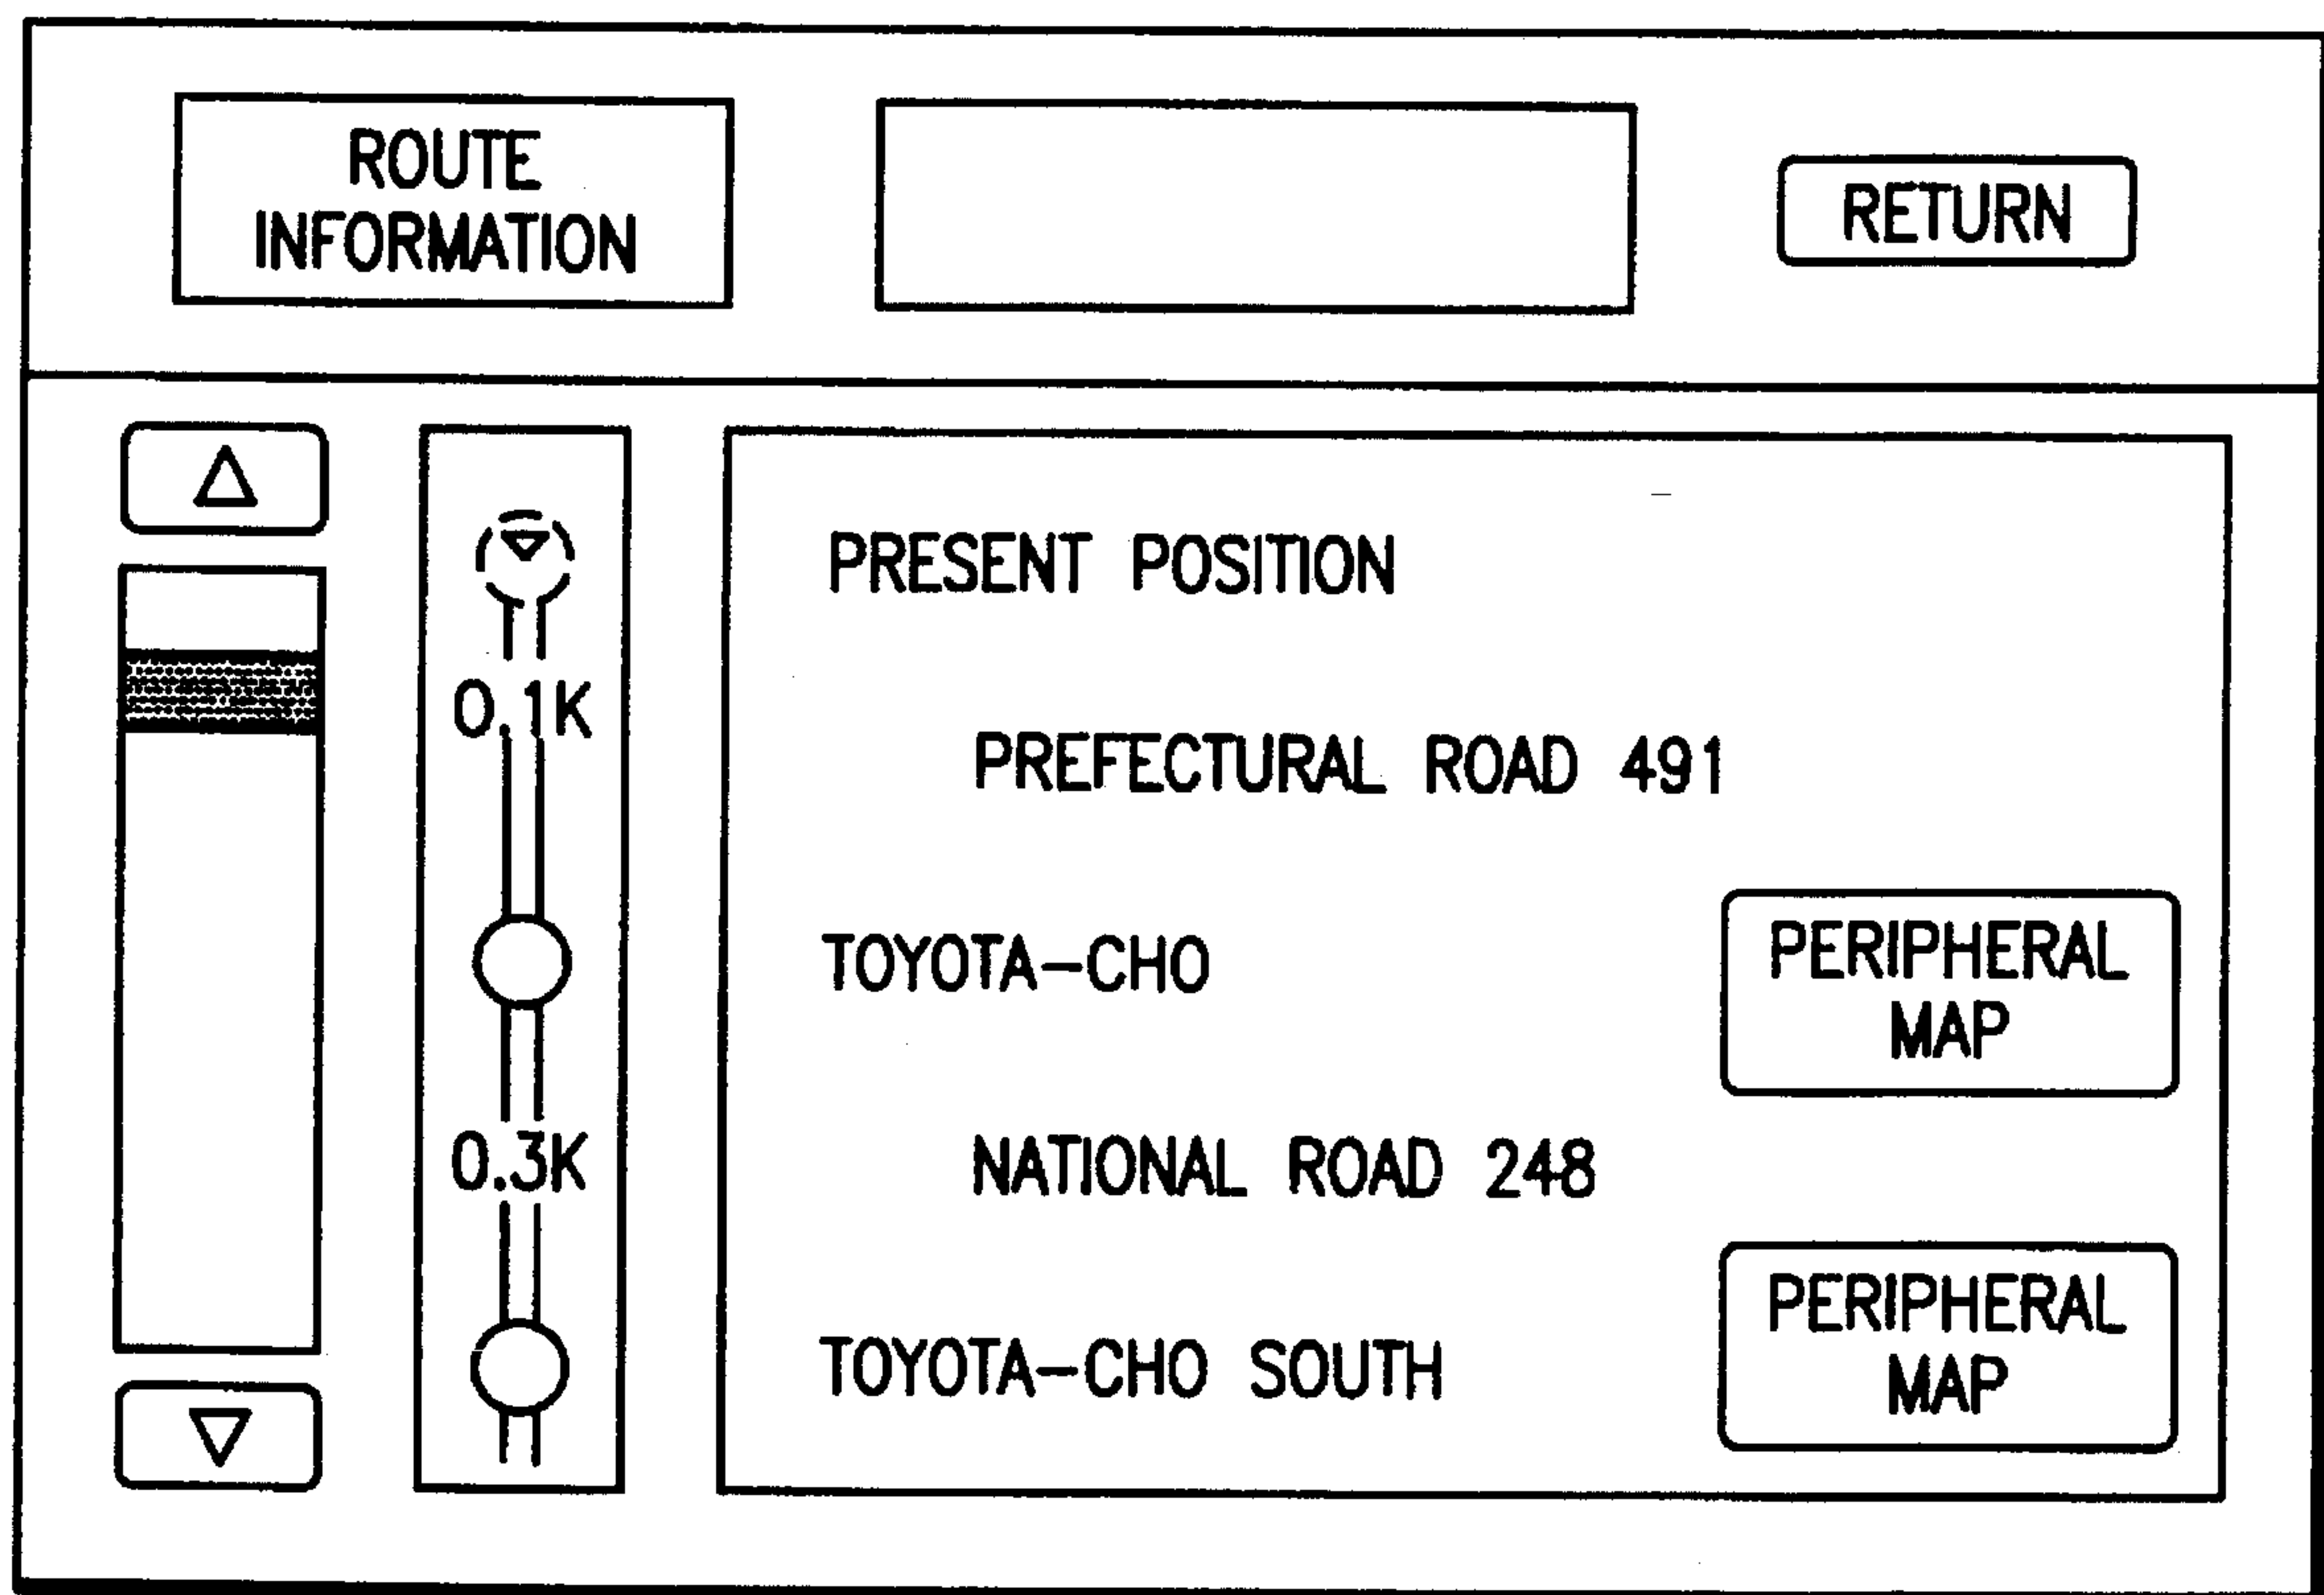 ROUTE
INFORMATION
RETURN
PRESENT POSITION
0.1K
PREFECTURAL ROAD 491
TOYOTA-CHO
PERIPHERAL
MAP
0.3K
NATIONAL ROAD 248
TOYOTA-CHO SOUTH
PERIPHERAL
MAP